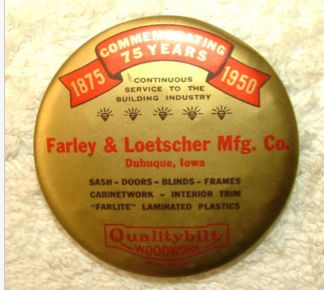 COMMEMORATING
75 YEARS
1875 1950
CONTINUOUS
SERVICE TO THE
BUILDING INDUSTRY
Farley & Loetscher Mfg. Co.
Dubuque, Iowa
SASH - DOORS - BLINDS - FRAMES
CABINETWORK - INTERIOR TRIM
"FARLITE" LAMINATED PLASTICS
Qualitybilt
WOODWORK